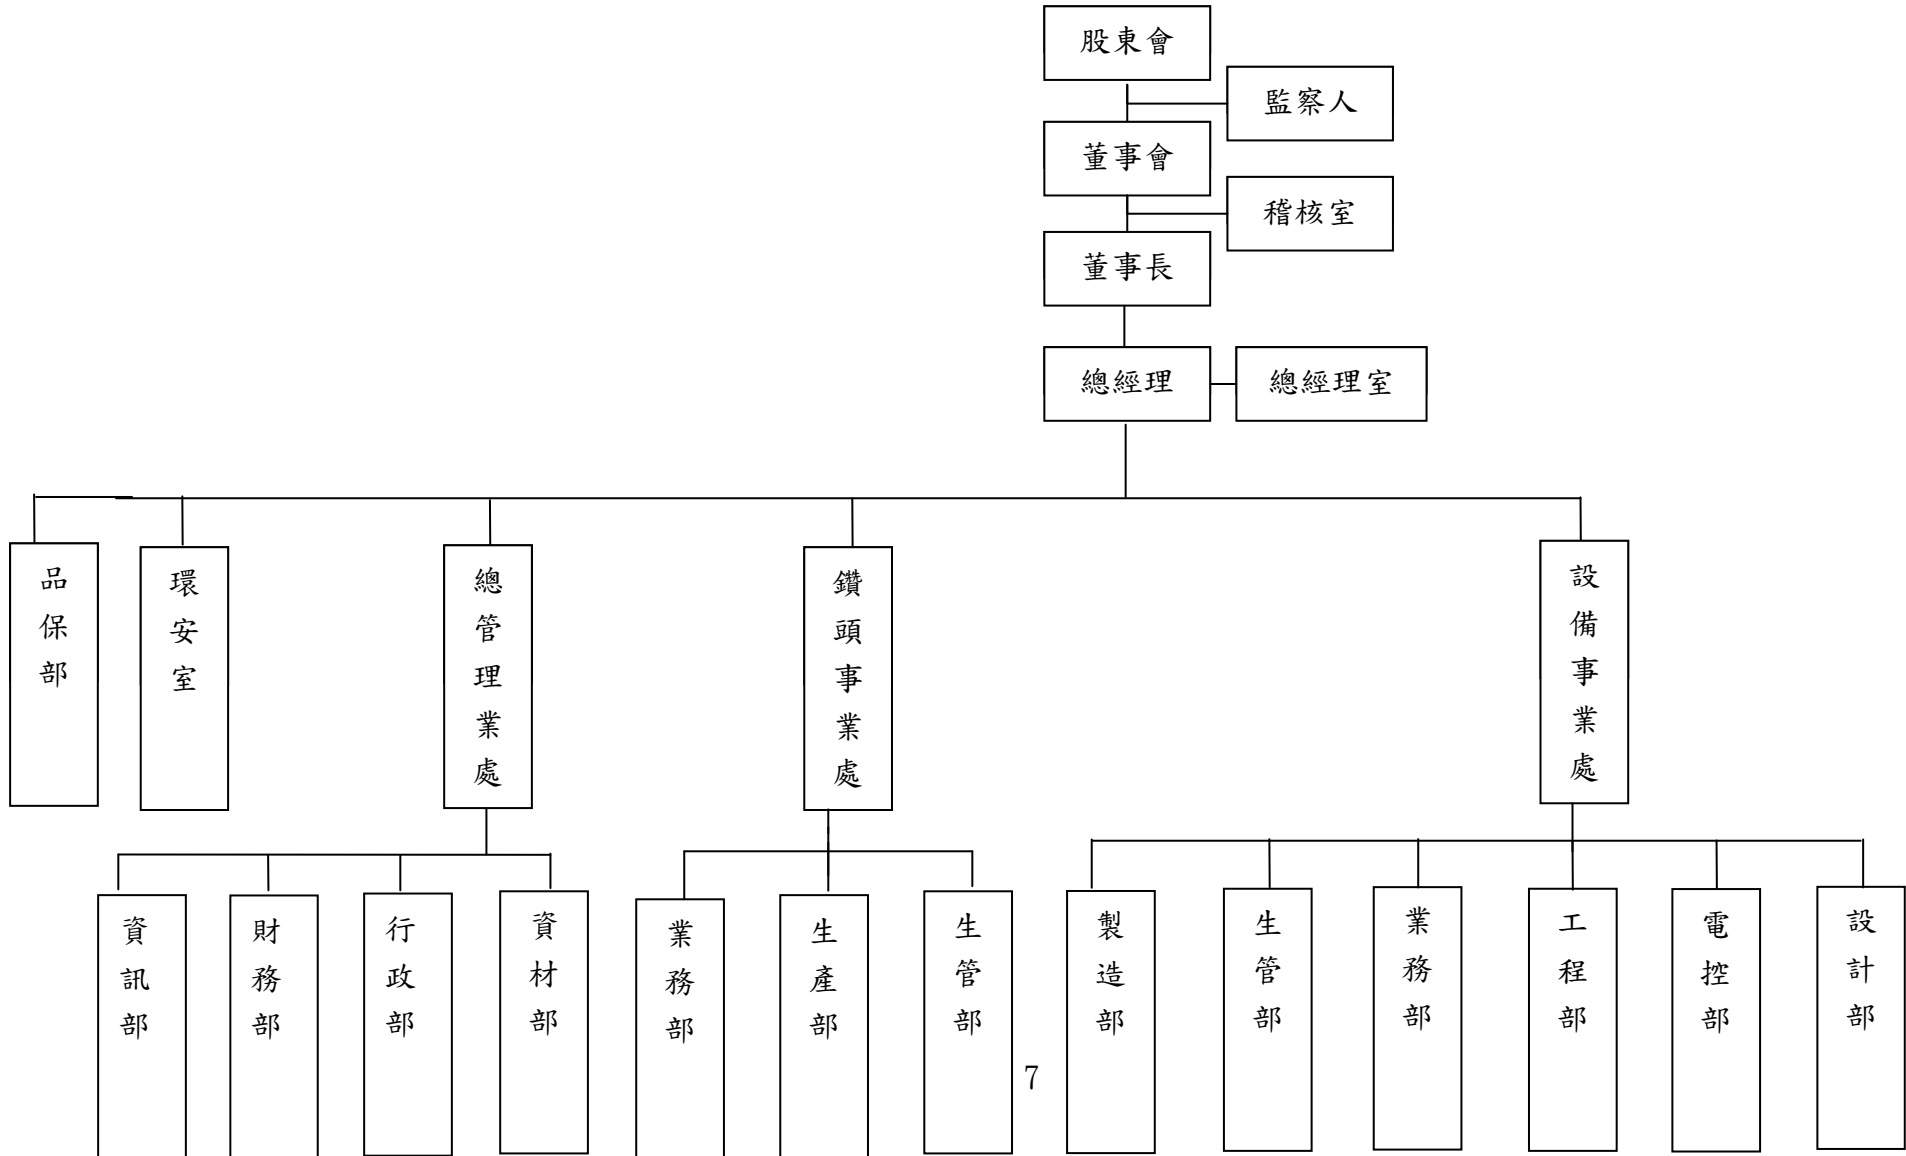 股東會
監察人
董事會
稽核室
董事長
總經理
總經理室
品保部
環安室
總管理業處
鑽頭事業處
設備事業處
資訊部
財務部
行政部
資材部
業務部
生產部
生管部
製造部
生管部
業務部
工程部
電控部
設計部
7